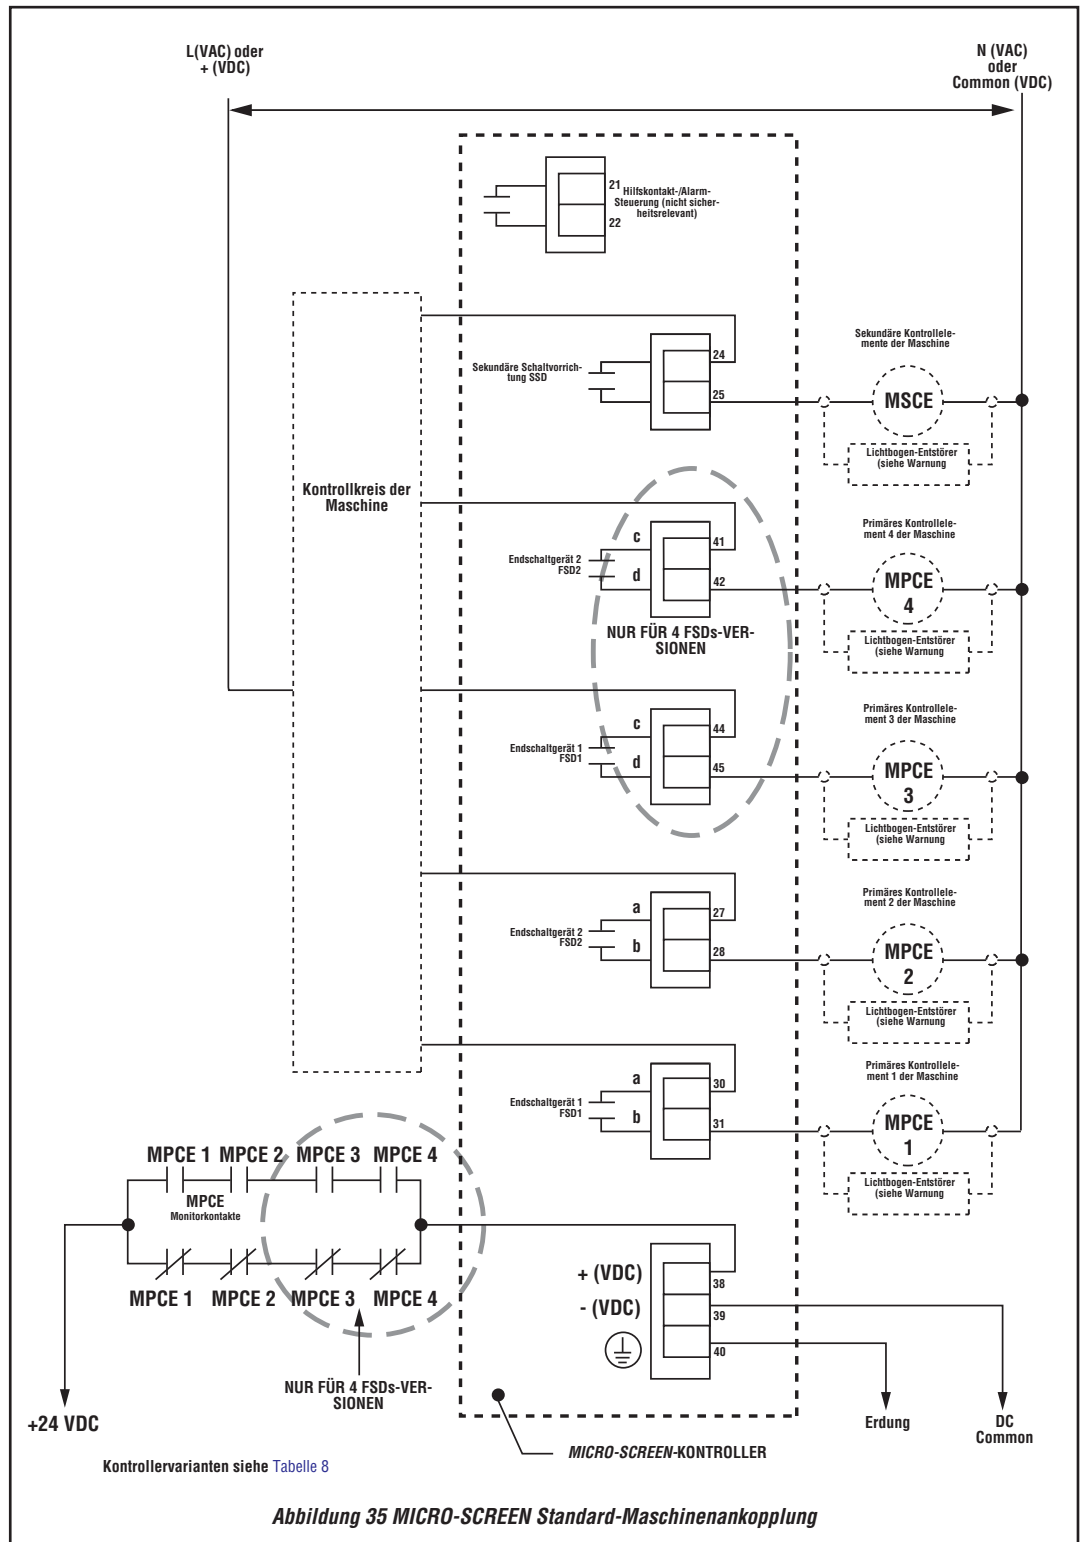 L(VAC) oder
+ (VDC)
N (VAC)
oder
Common (VDC)
21
Hilfskontakt-/Alarm-
Steuerung (nicht sicher-
heitsrelevant)
22
Kontrollkreis der
Maschine
Sekundäre Schaltvorrich-
tung SSD
24
25
Sekundäre Kontrollele-
mente der Maschine
MSCE
Lichtbogen-Entstörer
(siehe Warnung
Endschaltgerät 2
FSD2
c
d
41
42
Primäres Kontrollele-
ment 4 der Maschine
MPCE
4
Lichtbogen-Entstörer
(siehe Warnung
NUR FÜR 4 FSDs-VER-
SIONEN
Endschaltgerät 1
FSD1
c
d
44
45
Primäres Kontrollele-
ment 3 der Maschine
MPCE
3
Lichtbogen-Entstörer
(siehe Warnung
Endschaltgerät 2
FSD2
a
b
27
28
Primäres Kontrollele-
ment 2 der Maschine
MPCE
2
Lichtbogen-Entstörer
(siehe Warnung
Endschaltgerät 1
FSD1
a
b
30
31
Primäres Kontrollele-
ment 1 der Maschine
MPCE
1
Lichtbogen-Entstörer
(siehe Warnung
MPCE 1 MPCE 2 MPCE 3 MPCE 4
MPCE
Monitorkontakte
MPCE 1 MPCE 2 MPCE 3 MPCE 4
NUR FÜR 4 FSDs-VER-
SIONEN
+24 VDC
+ (VDC)
- (VDC)
38
39
40
Erdung
DC
Common
MICRO-SCREEN-KONTROLLER
Kontrollervarianten siehe Tabelle 8
Abbildung 35 MICRO-SCREEN Standard-Maschinenankopplung